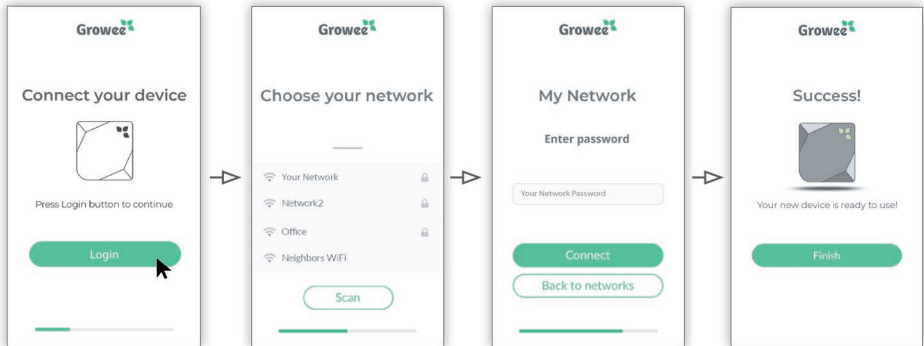 Growee
Connect your device
Press Login button to continue
Login
Growee
Choose your network
Your Network
Network2
Office
Neighbors WiFi
Scan
Growee
My Network
Enter password
Your Network Password
Connect
Back to networks
Growee
Success!
Your new device is ready to use!
Finish